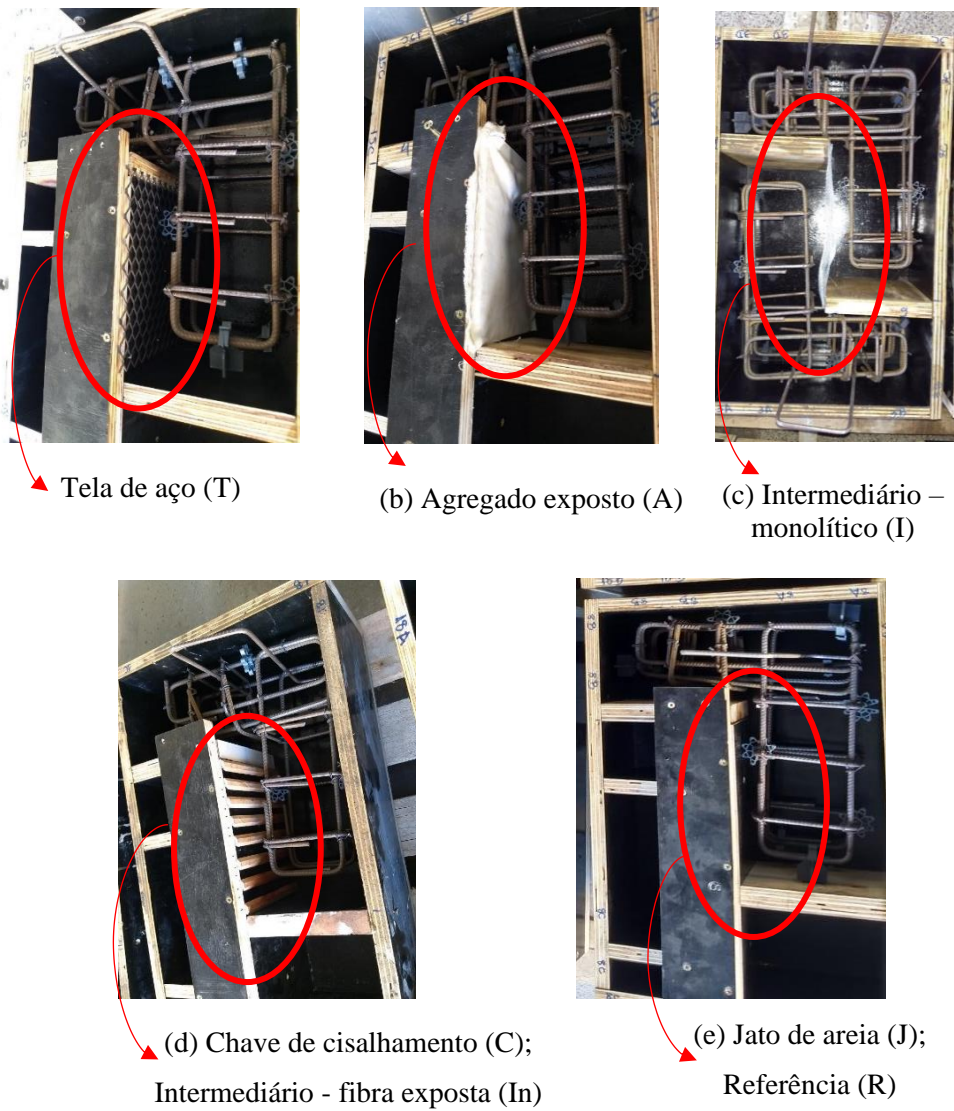 Tela de aço (T)
(b) Agregado exposto (A)
(c) Intermediário –
monolítico (I)
(d) Chave de cisalhamento (C);
Intermediário - fibra exposta (In)
(e) Jato de areia (J);
Referência (R)